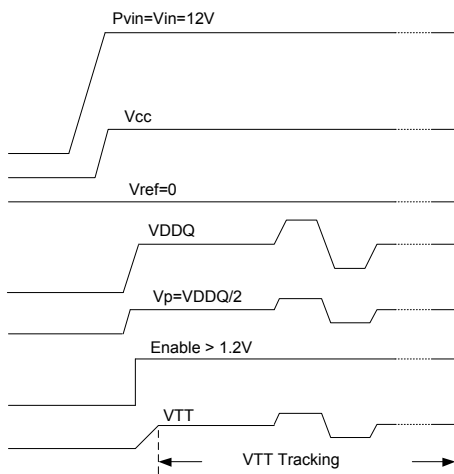 Pvin=Vin=12V
Vcc
Vref=0
VDDQ
Vp=VDDQ/2
Enable > 1.2V
VTT
VTT Tracking